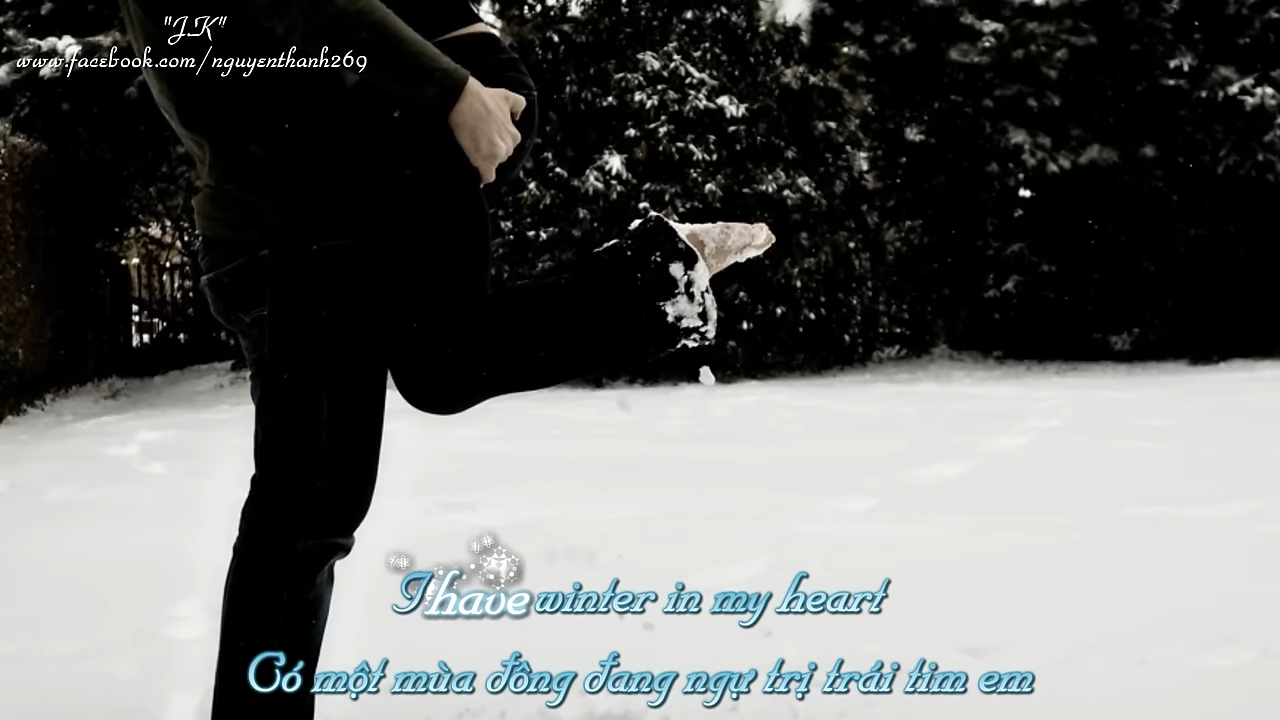 "J.K"
www.facebook.com/nguyenthanh269
I have winter in my heart
Có một mùa đông đang ngự trị trái tim em